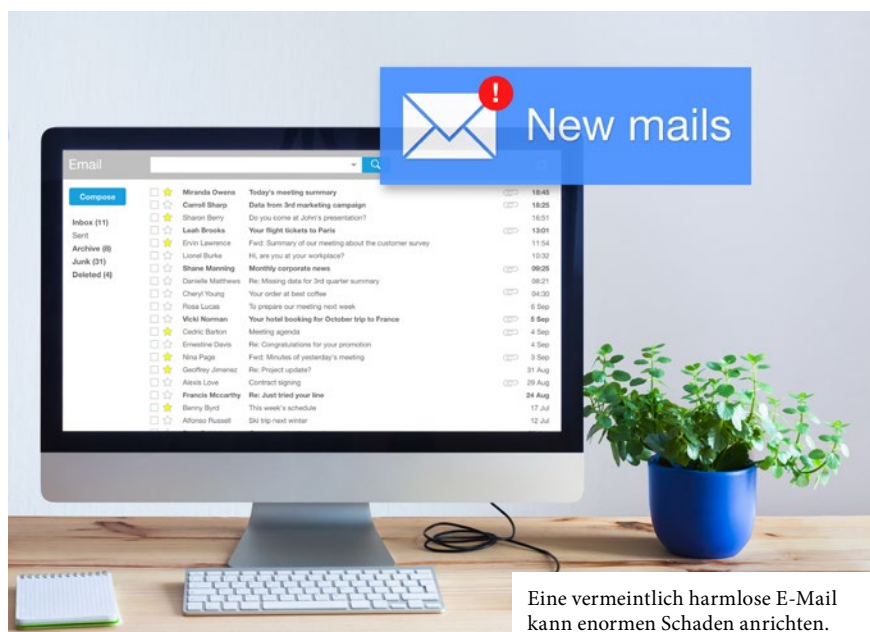 New mails
Email
Compose
Inbox (11)
Sent
Archive (8)
Junk (31)
Deleted (4)
Miranda Owens Today's meeting summary 18:45
Carroll Sharp Data from 3rd marketing campaign 18:25
Sharon Berry Do you come at John's presentation? 16:51
Leah Brooks Your flight tickets to Paris 13:01
Ervin Lawrence Fwd: Summary of our meeting about the customer survey 11:54
Lionel Burke Hi, are you at your workplace? 10:32
Shane Manning Monthly corporate news 09:25
Danielle Matthews Re: Missing data for 3rd quarter summary 08:21
Cheryl Young Your order at best coffee 04:30
Rosa Lucas To prepare our meeting next week 6 Sep
Vicki Norman Your hotel booking for October trip to France 5 Sep
Cedric Barton Meeting agenda 4 Sep
Ernestine Davis Re: Congratulations for your promotion 4 Sep
Nina Page Fwd: Minutes of yesterday's meeting 3 Sep
Geoffrey Jimenez Re: Project update? 31 Aug
Alexis Love Contract signing 29 Aug
Francis Mccarthy Re: Just tried your line 24 Aug
Benny Byrd This week's schedule 17 Jul
Alfonso Russell Ski trip next winter 12 Jul
Eine vermeintlich harmlose E-Mail
kann enormen Schaden anrichten.